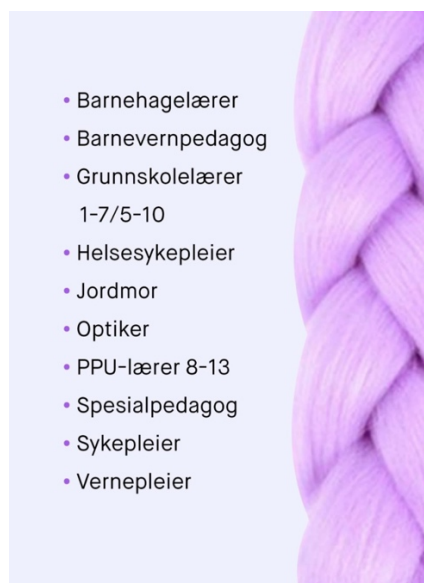 • Barnehagelærer
• Barnevernpedagog
• Grunnskolelærer
1-7/5-10
• Helsesykepleier
• Jordmor
• Optiker
• PPU-lærer 8-13
• Spesialpedagog
• Sykepleier
• Vernepleier